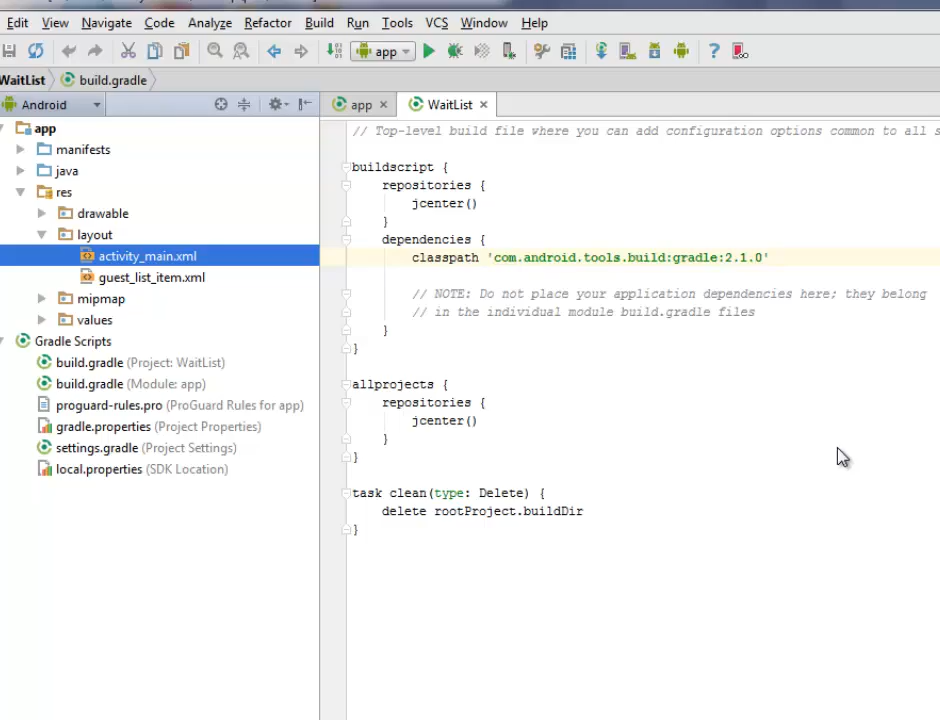 Edit View Navigate Code Analyze Refactor Build Run Tools VCS Window Help
app
WaitList build.gradle
Android
app
manifests
java
res
drawable
layout
activity_main.xml
guest_list_item.xml
mipmap
values
Gradle Scripts
build.gradle (Project: WaitList)
build.gradle (Module: app)
proguard-rules.pro (ProGuard Rules for app)
gradle.properties (Project Properties)
settings.gradle (Project Settings)
local.properties (SDK Location)
app WaitList
// Top-level build file where you can add configuration options common to all s
buildscript {
repositories {
jcenter()
}
dependencies {
classpath 'com.android.tools.build:gradle:2.1.0'
// NOTE: Do not place your application dependencies here; they belong
// in the individual module build.gradle files
}
}
allprojects {
repositories {
jcenter()
}
}
task clean(type: Delete) {
delete rootProject.buildDir
}